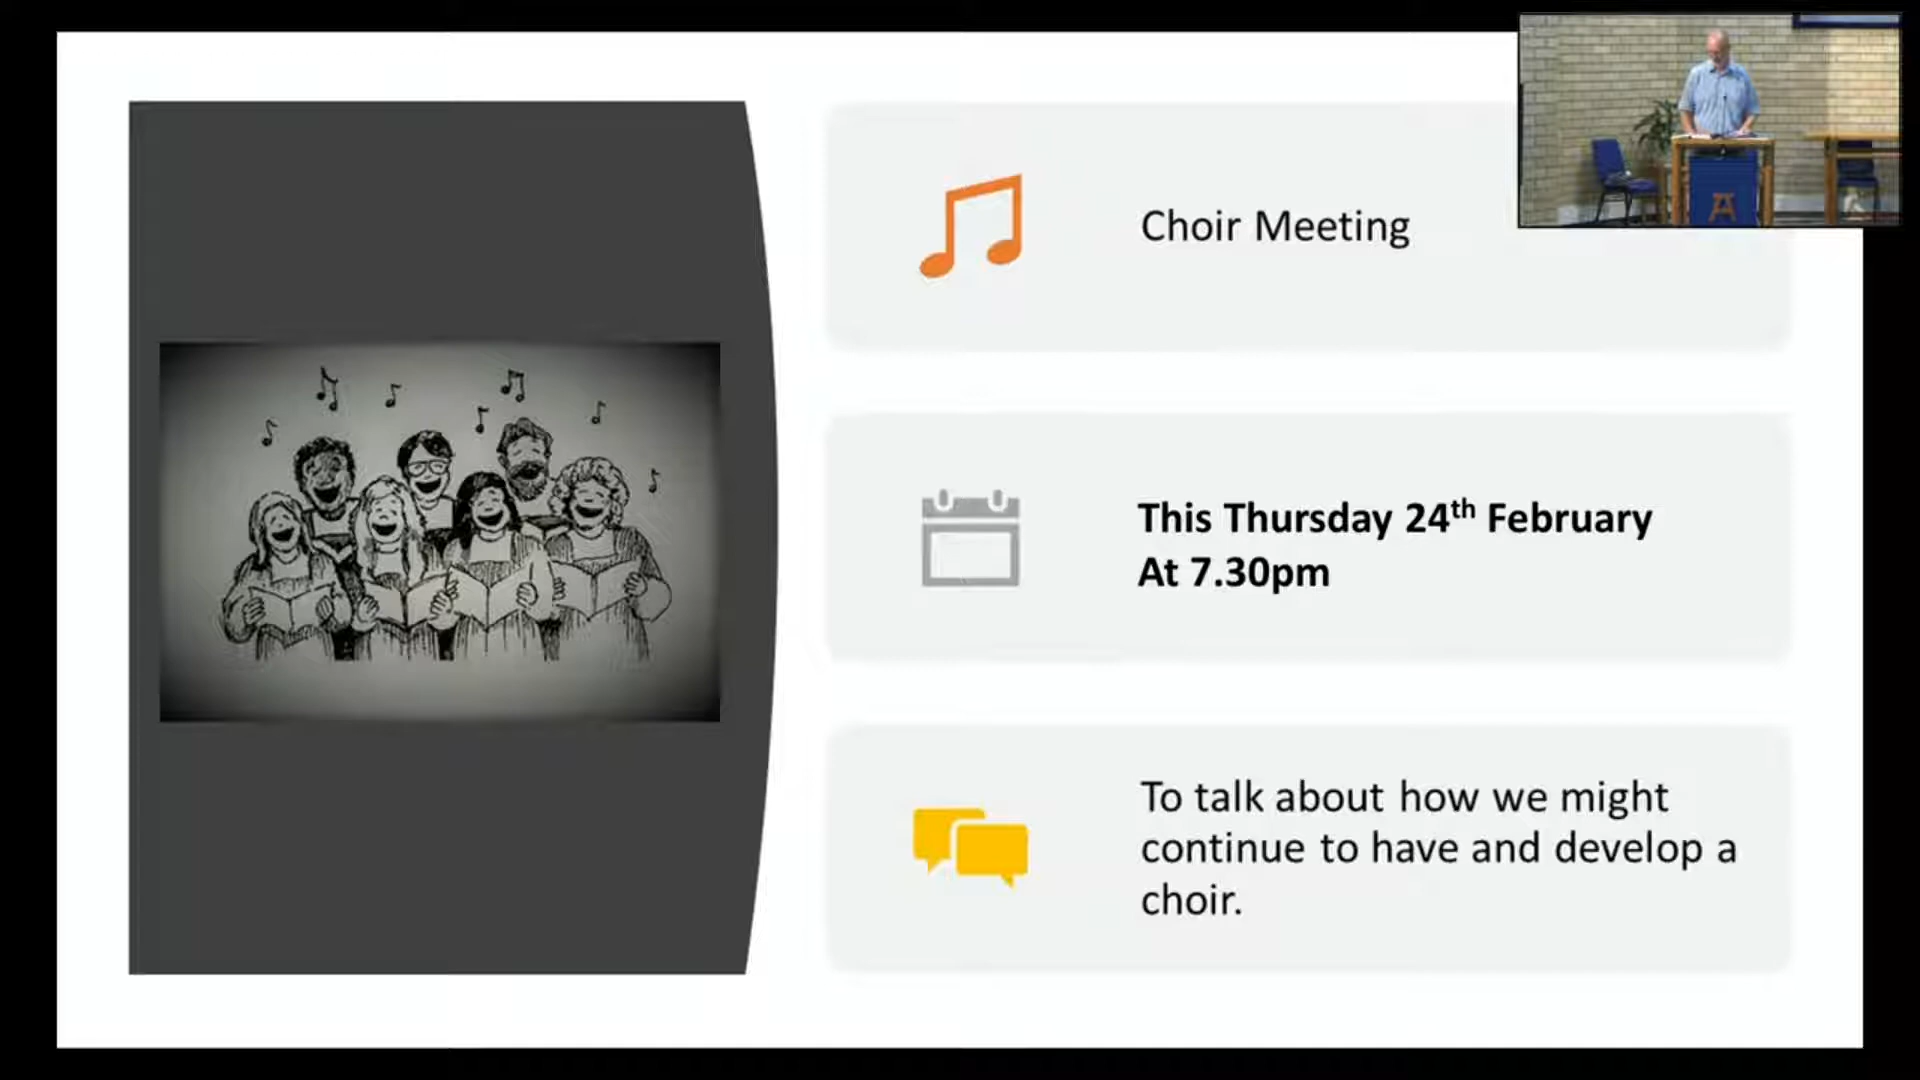 Choir Meeting
This Thursday 24th February
At 7.30pm
To talk about how we might
continue to have and develop a
choir.